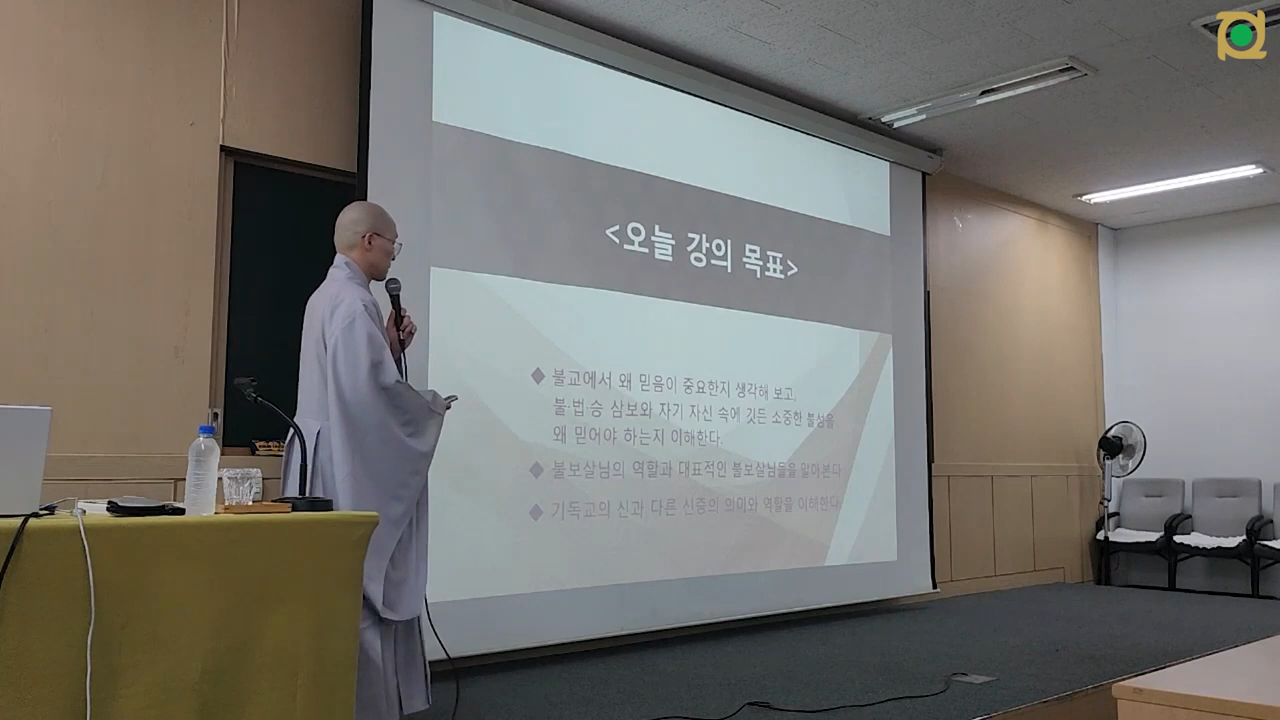 <오늘 강의 목표>
◆ 불교에서 왜 믿음이 중요한지 생각해 보고,
불·법·승 삼보와 자기 자신 속에 깃든 소중한 불성을
왜 믿어야 하는지 이해한다.
◆ 불보살님의 역할과 대표적인 불보살님들을 알아본다
◆ 기독교의 신과 다른 신중의 의미와 역할을 이해한다